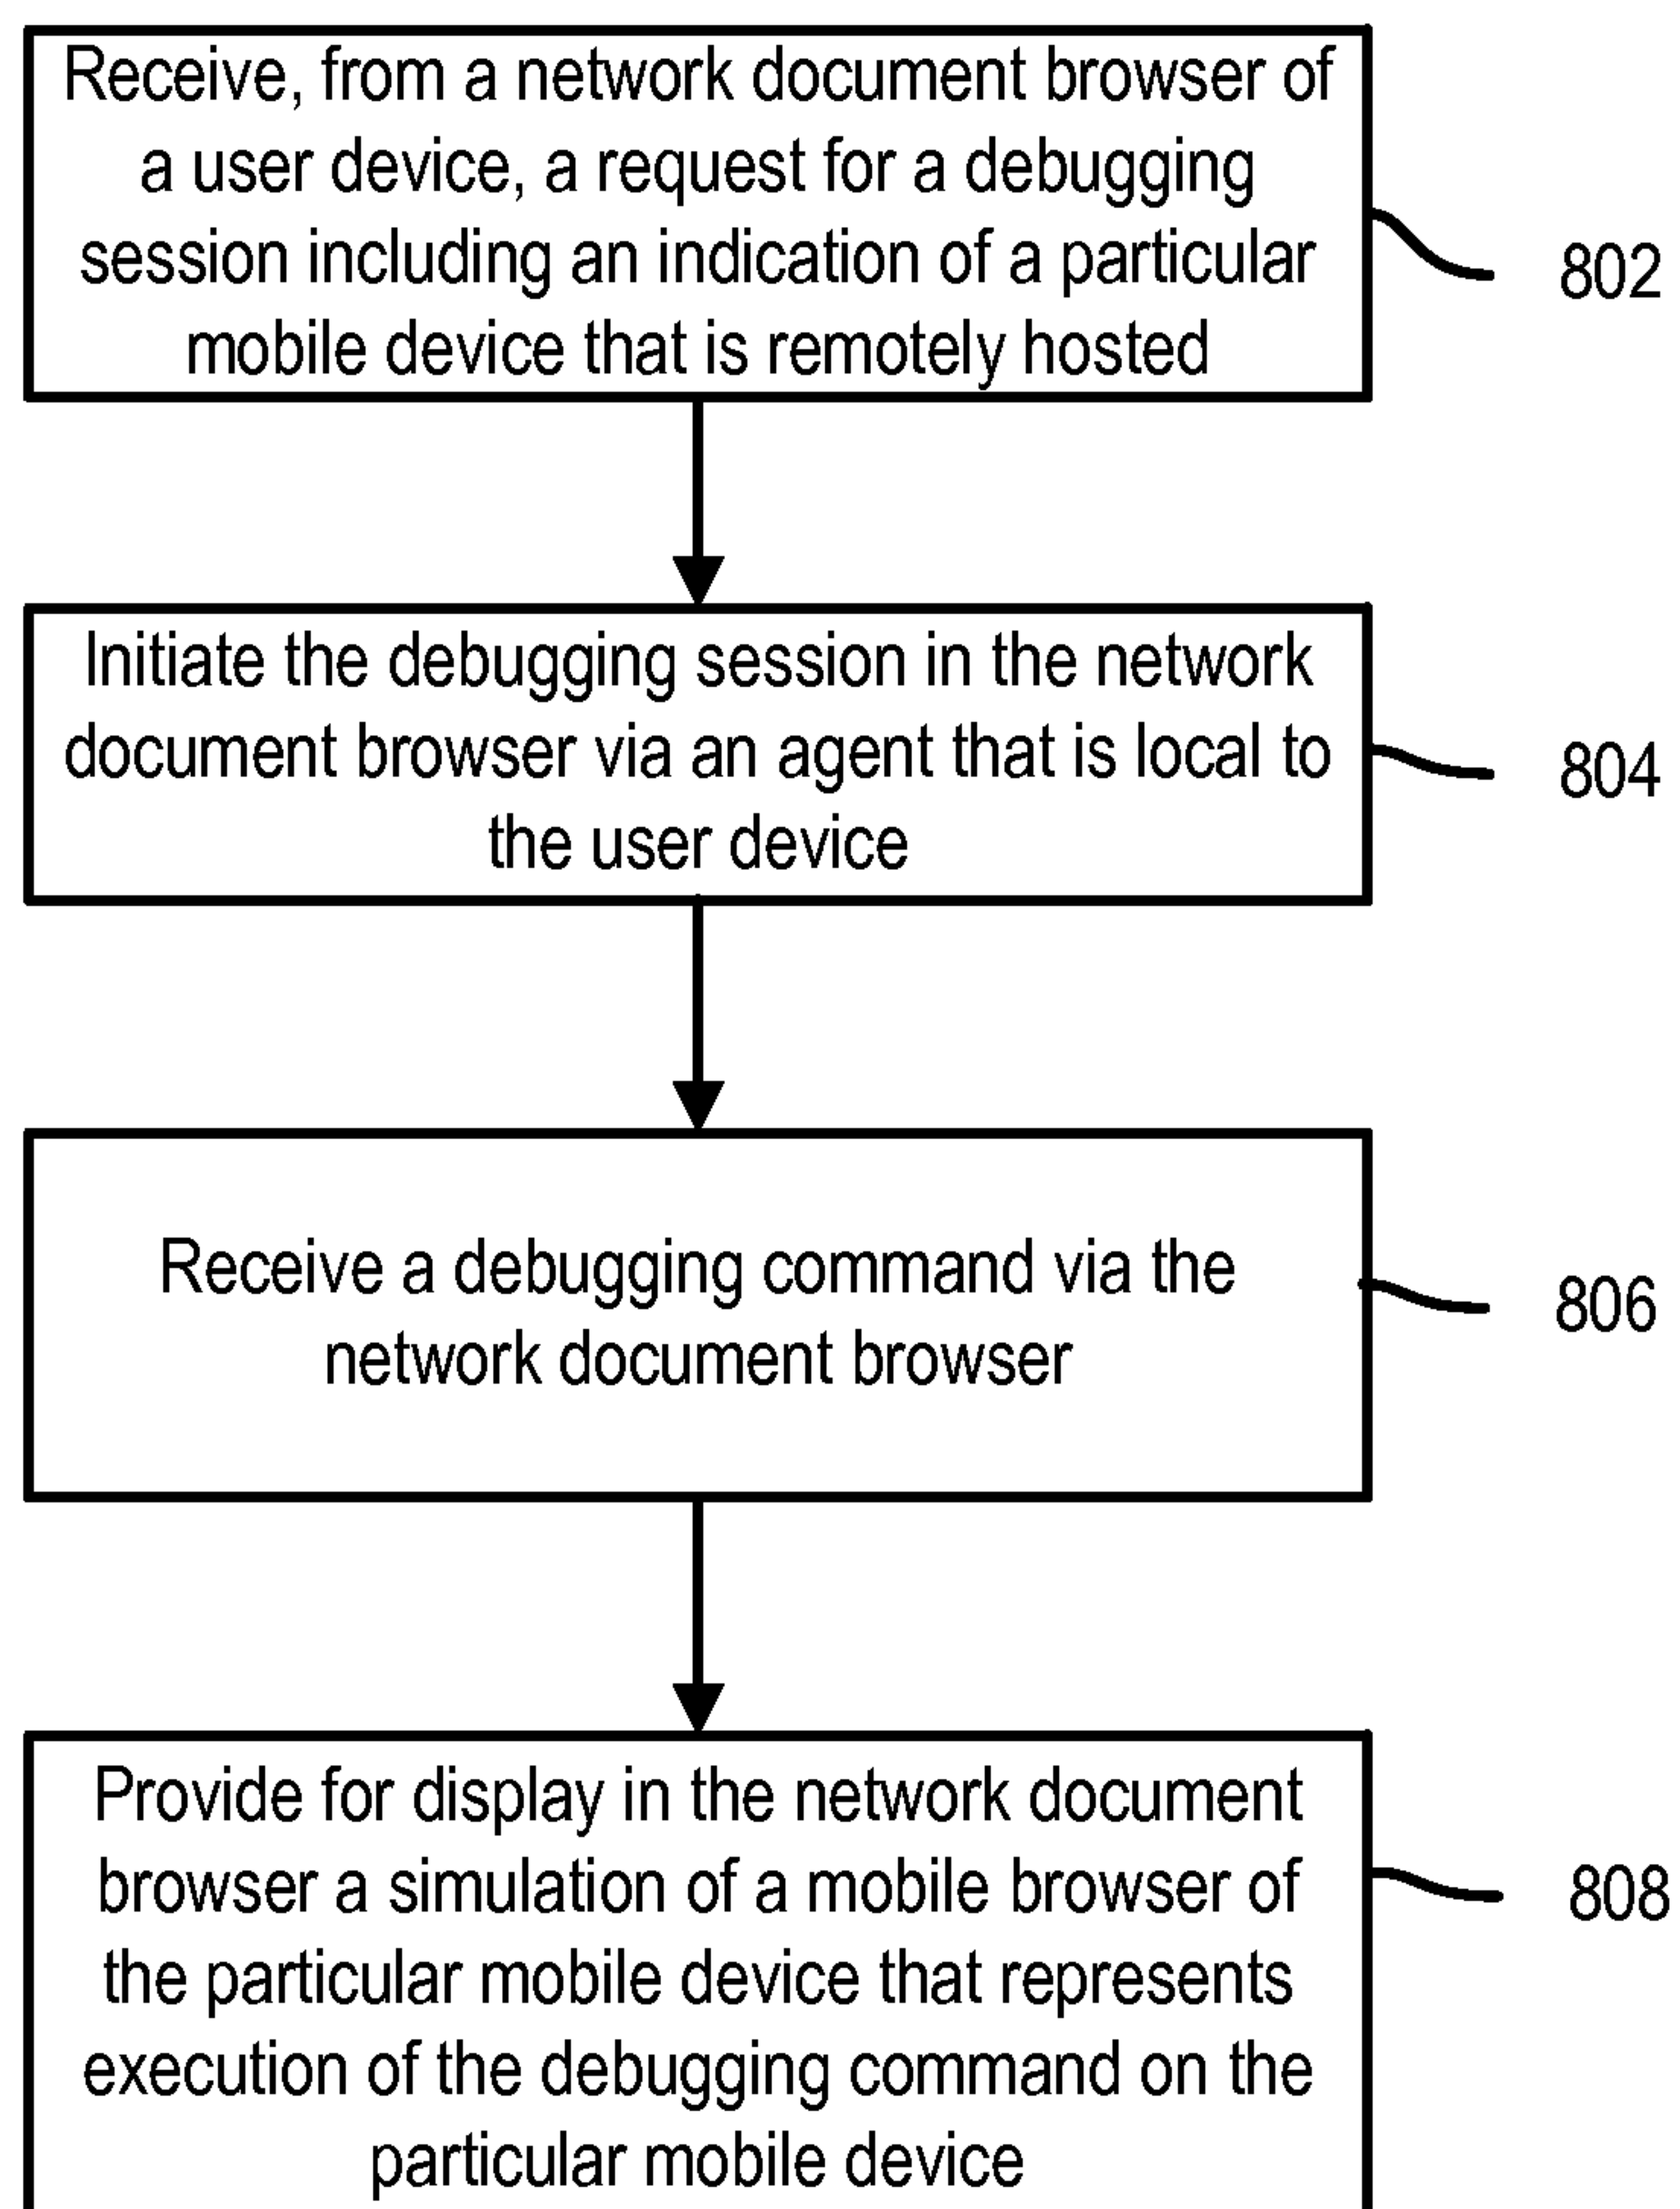 Receive, from a network document browser of
a user device, a request for a debugging
session including an indication of a particular
mobile device that is remotely hosted
802
Initiate the debugging session in the network
document browser via an agent that is local to
the user device
804
Receive a debugging command via the
network document browser
806
Provide for display in the network document
browser a simulation of a mobile browser of
the particular mobile device that represents
execution of the debugging command on the
particular mobile device
808